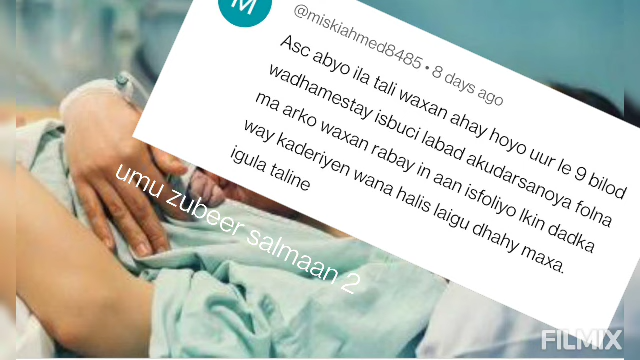 M
@miskiahmed8485 • 8 days ago
Asc abyo ila tali waxan ahay hoyo uur le 9 bilod
wadhamestay isbuci labad akudarsanoya folna
ma arko waxan rabay in aan isfoliyo lkin dadka
way kaderiyen wana halis laigu dhahy maxa.
igula taline
umu zubeer salmaan 2
FILMIX